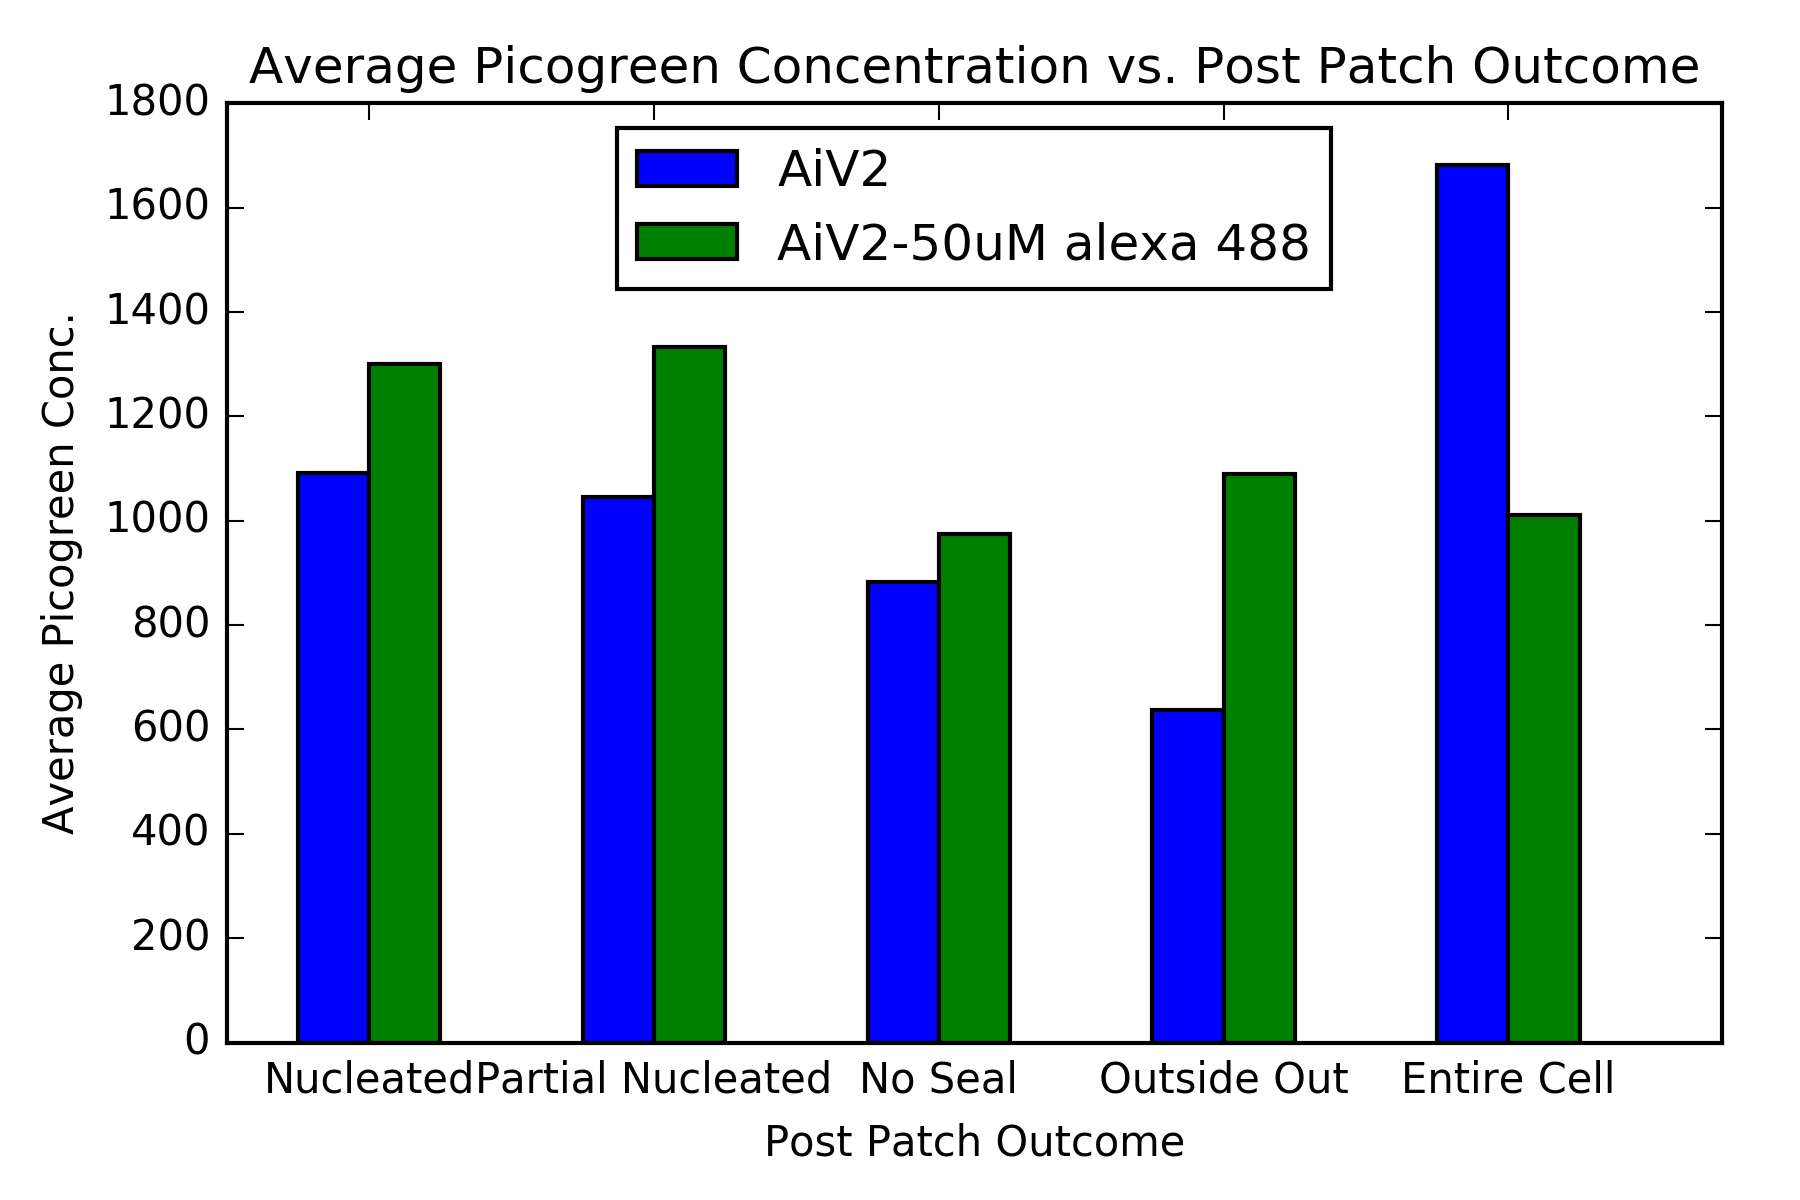 Average Picogreen Concentration vs. Post Patch Outcome
AiV2
AiV2-50uM alexa 488
Average Picogreen Conc.
1800
1600
1400
1200
1000
800
600
400
200
0
Nucleated Partial Nucleated No Seal Outside Out Entire Cell
Post Patch Outcome